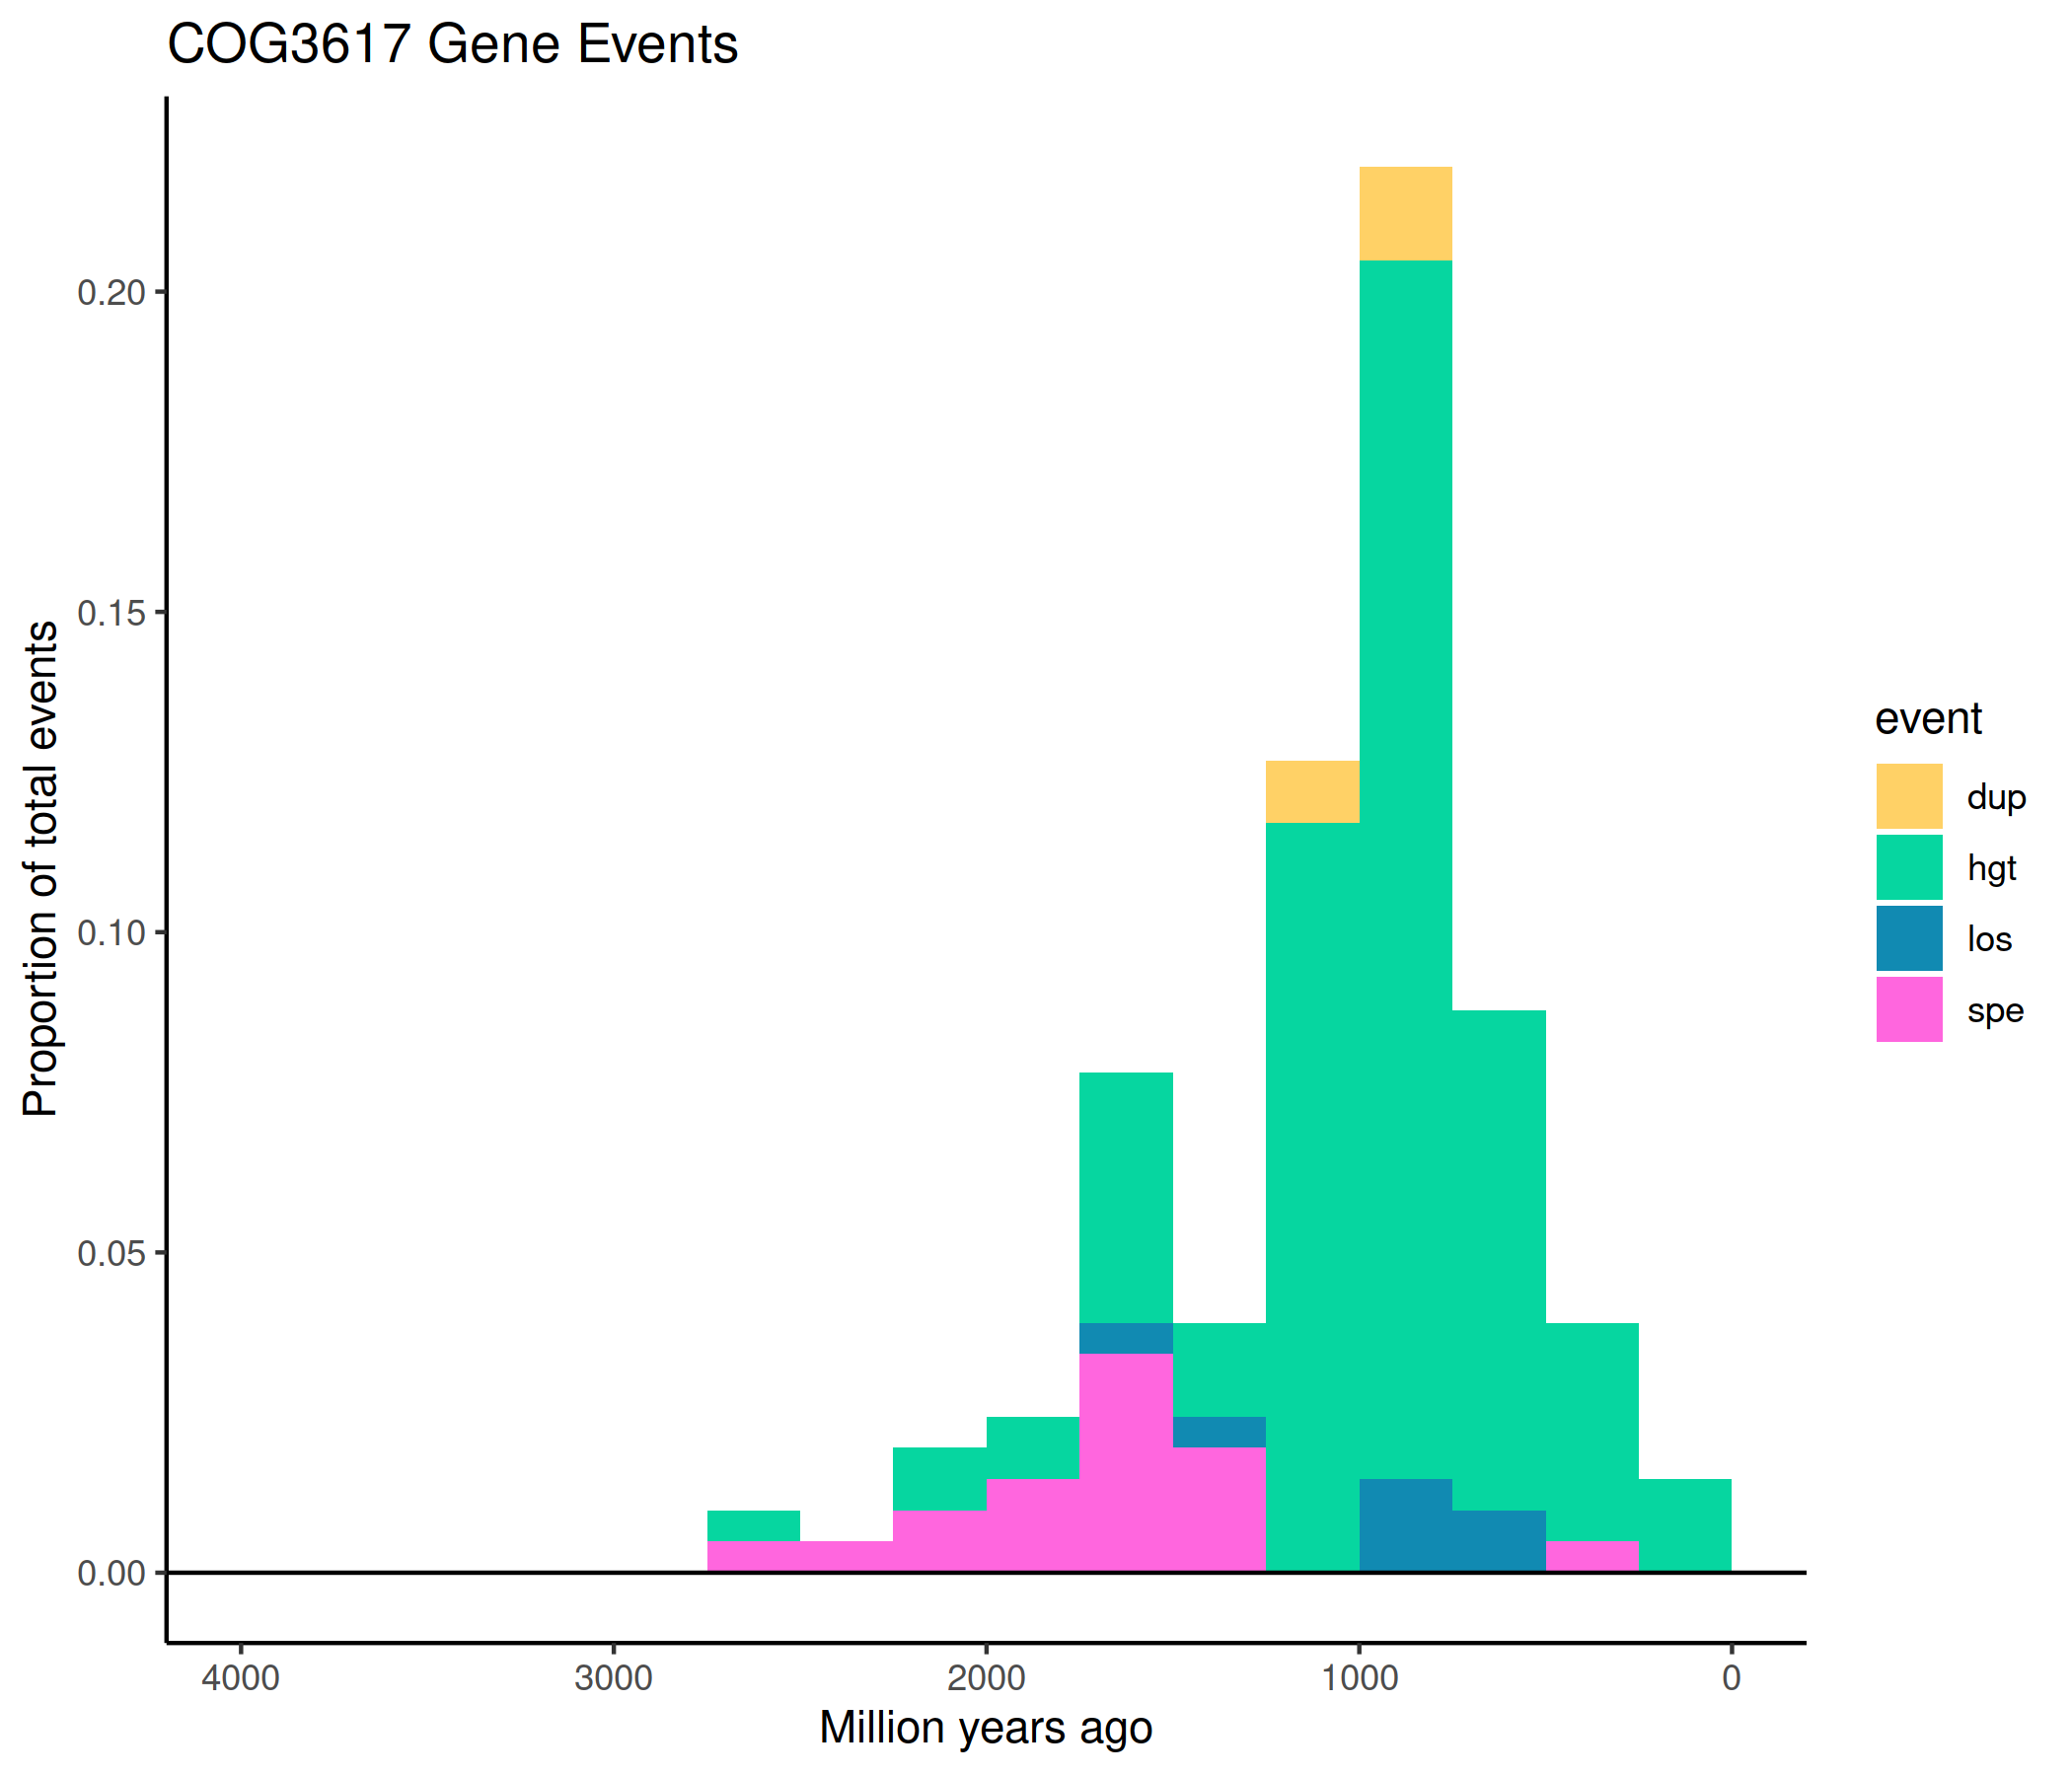 COG3617 Gene Events
Proportion of total events
0.20
0.15
0.10
0.05
0.00
4000 3000 2000 1000 0
Million years ago
event
dup
hgt
los
spe